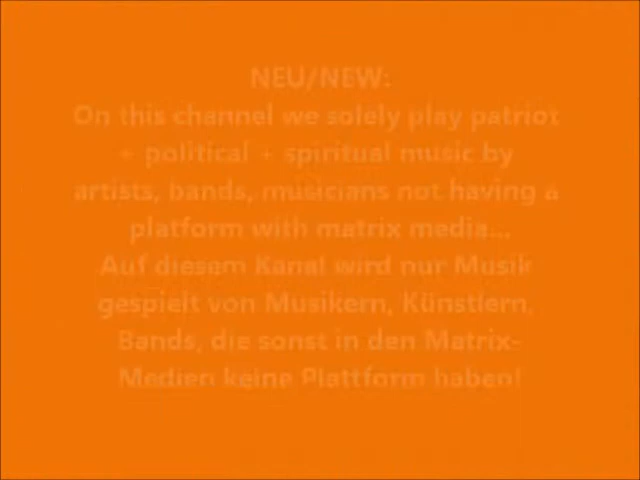 NEU/NEW:
On this channel we solely play patriot
+ political + spiritual music by
artists, bands, musicians not having a
platform with matrix media...
Auf diesem Kanal wird nur Musik
gespielt von Musikern, Künstlern,
Bands, die sonst in den Matrix-
Medien keine Plattform haben!